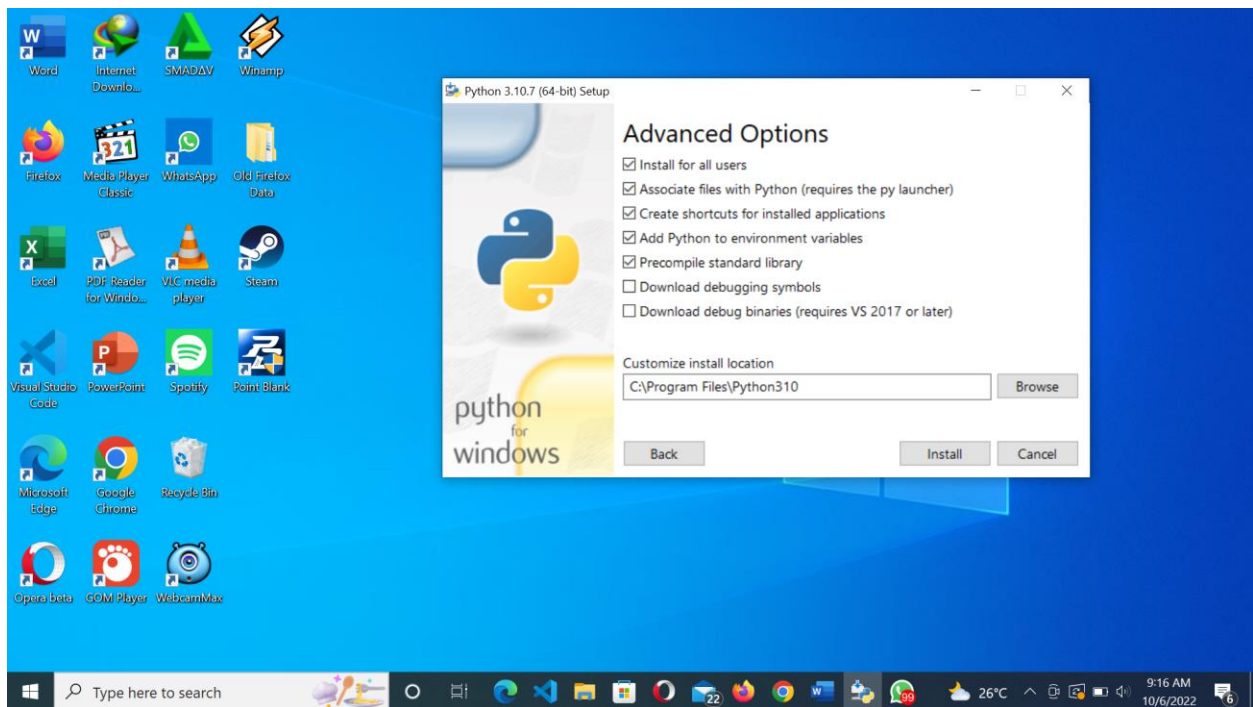 Word
Internet
Downlo...
SMADAV
Winamp
Firefox
321
Media Player
Classic
WhatsApp
Old Firefox
Data
Excel
PDF Reader
for Windo...
VLC media
player
Steam
Visual Studio
Code
PowerPoint
Spotify
Point Blank
Microsoft
Edge
Google
Chrome
Recycle Bin
Opera beta
GOM Player
WebcamMax
Python 3.10.7 (64-bit) Setup
Advanced Options
Install for all users
Associate files with Python (requires the py launcher)
Create shortcuts for installed applications
Add Python to environment variables
Precompile standard library
Download debugging symbols
Download debug binaries (requires VS 2017 or later)
Customize install location
C:\Program Files\Python310
Browse
python
for
windows
Back
Install
Cancel
Type here to search
22
99
26°C
9:16 AM
10/6/2022
6